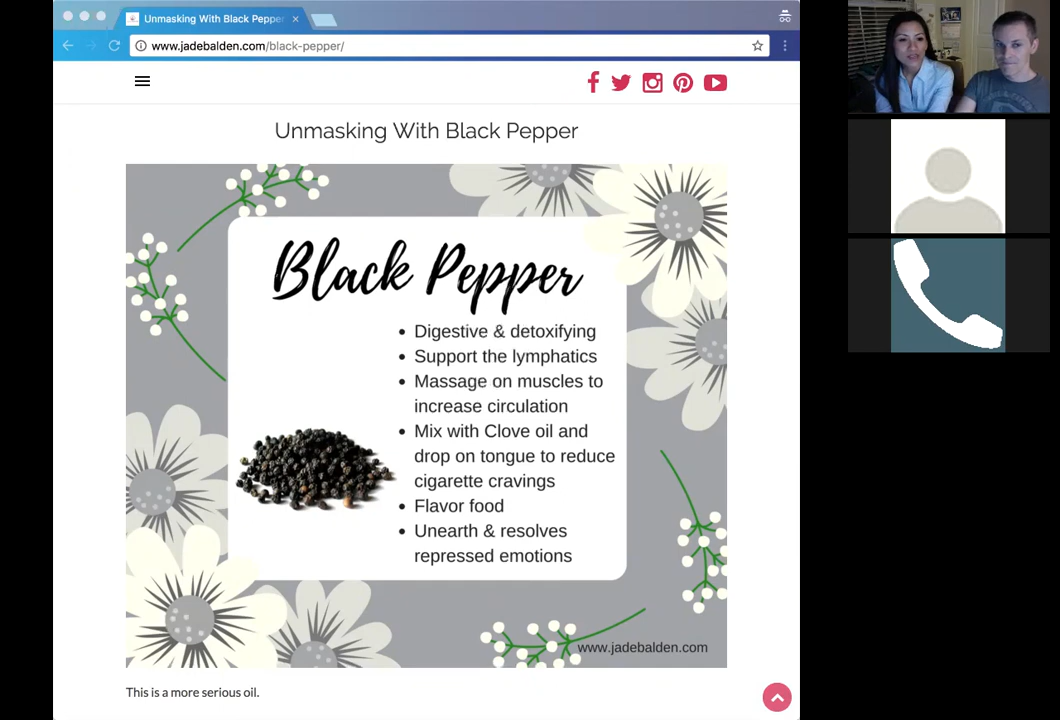 Unmasking With Black Pepper
www.jadebalden.com/black-pepper/
Unmasking With Black Pepper
Black Pepper
• Digestive & detoxifying
• Support the lymphatics
• Massage on muscles to
increase circulation
• Mix with Clove oil and
drop on tongue to reduce
cigarette cravings
• Flavor food
• Unearth & resolves
repressed emotions
www.jadebalden.com
This is a more serious oil.